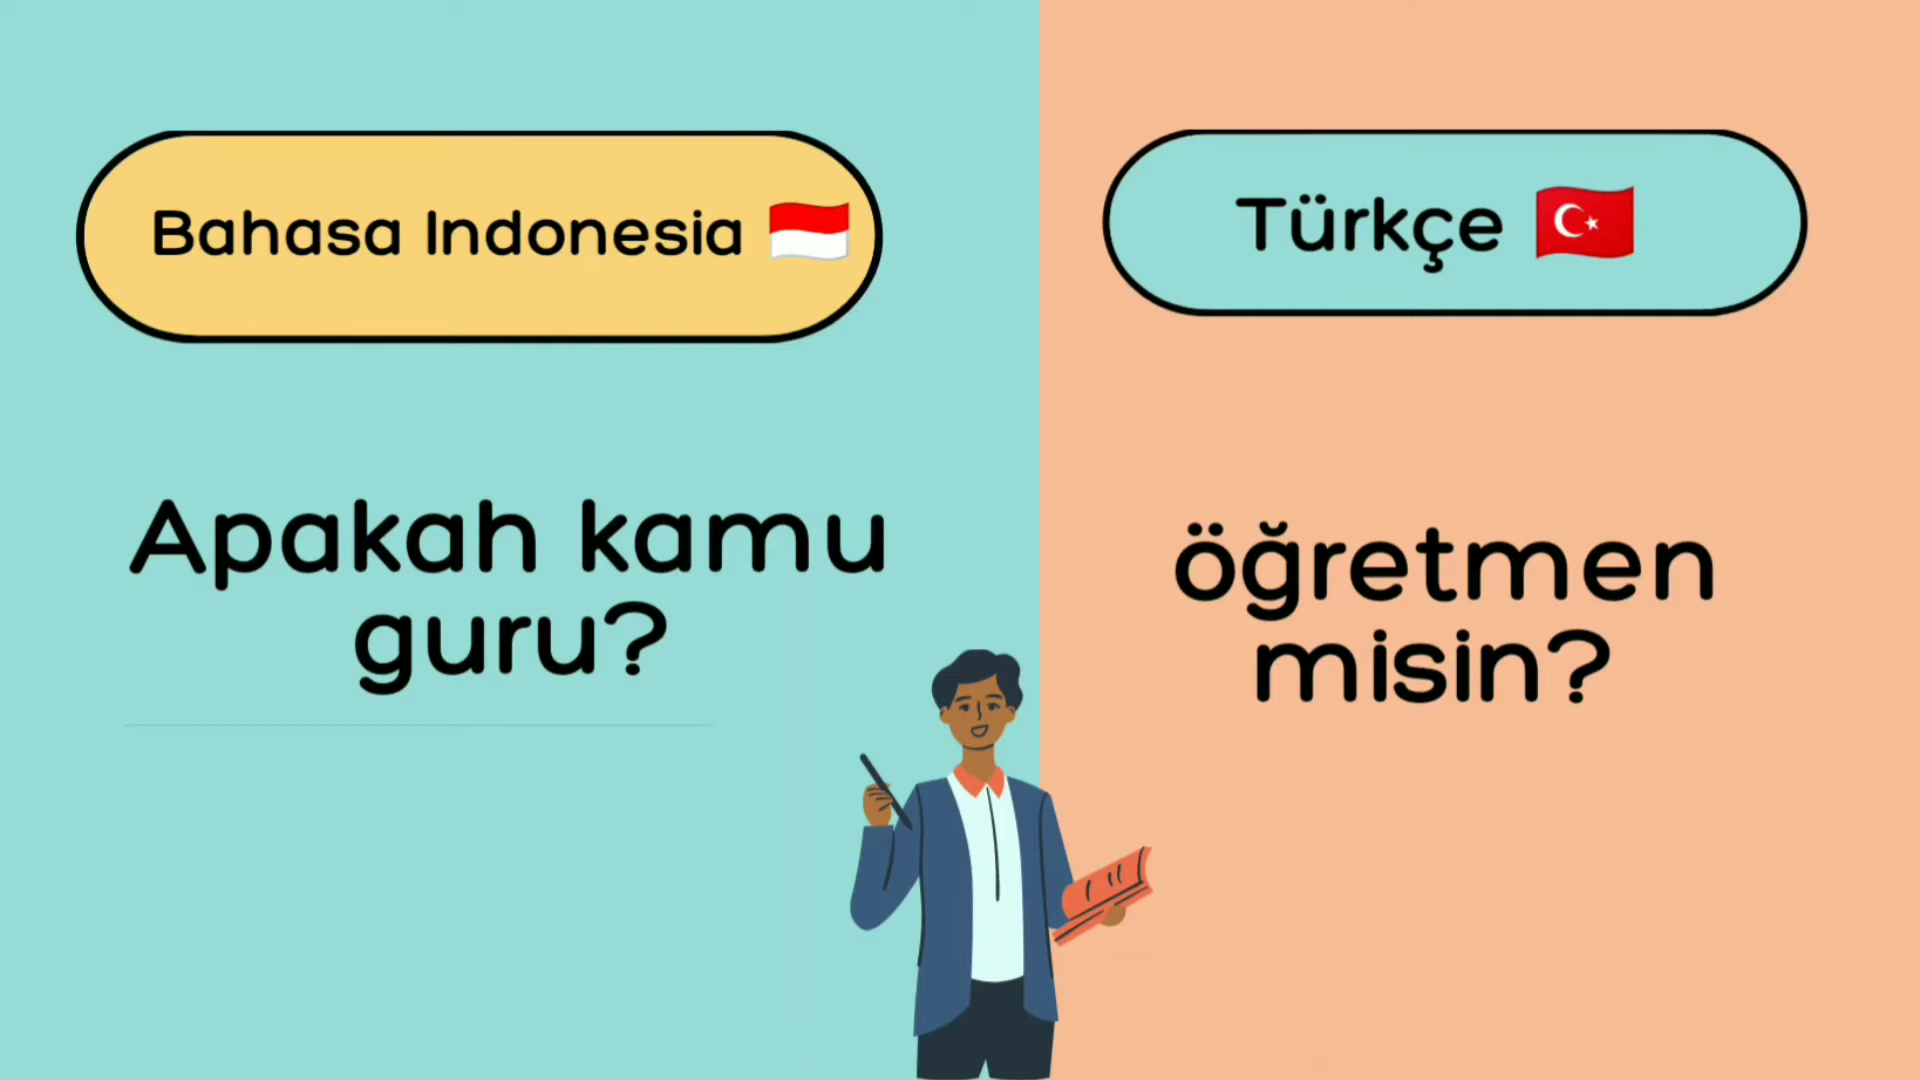 Bahasa Indonesia 🇮🇩
Apakah kamu
guru?
Türkçe 🇹🇷
öğretmen
misin?